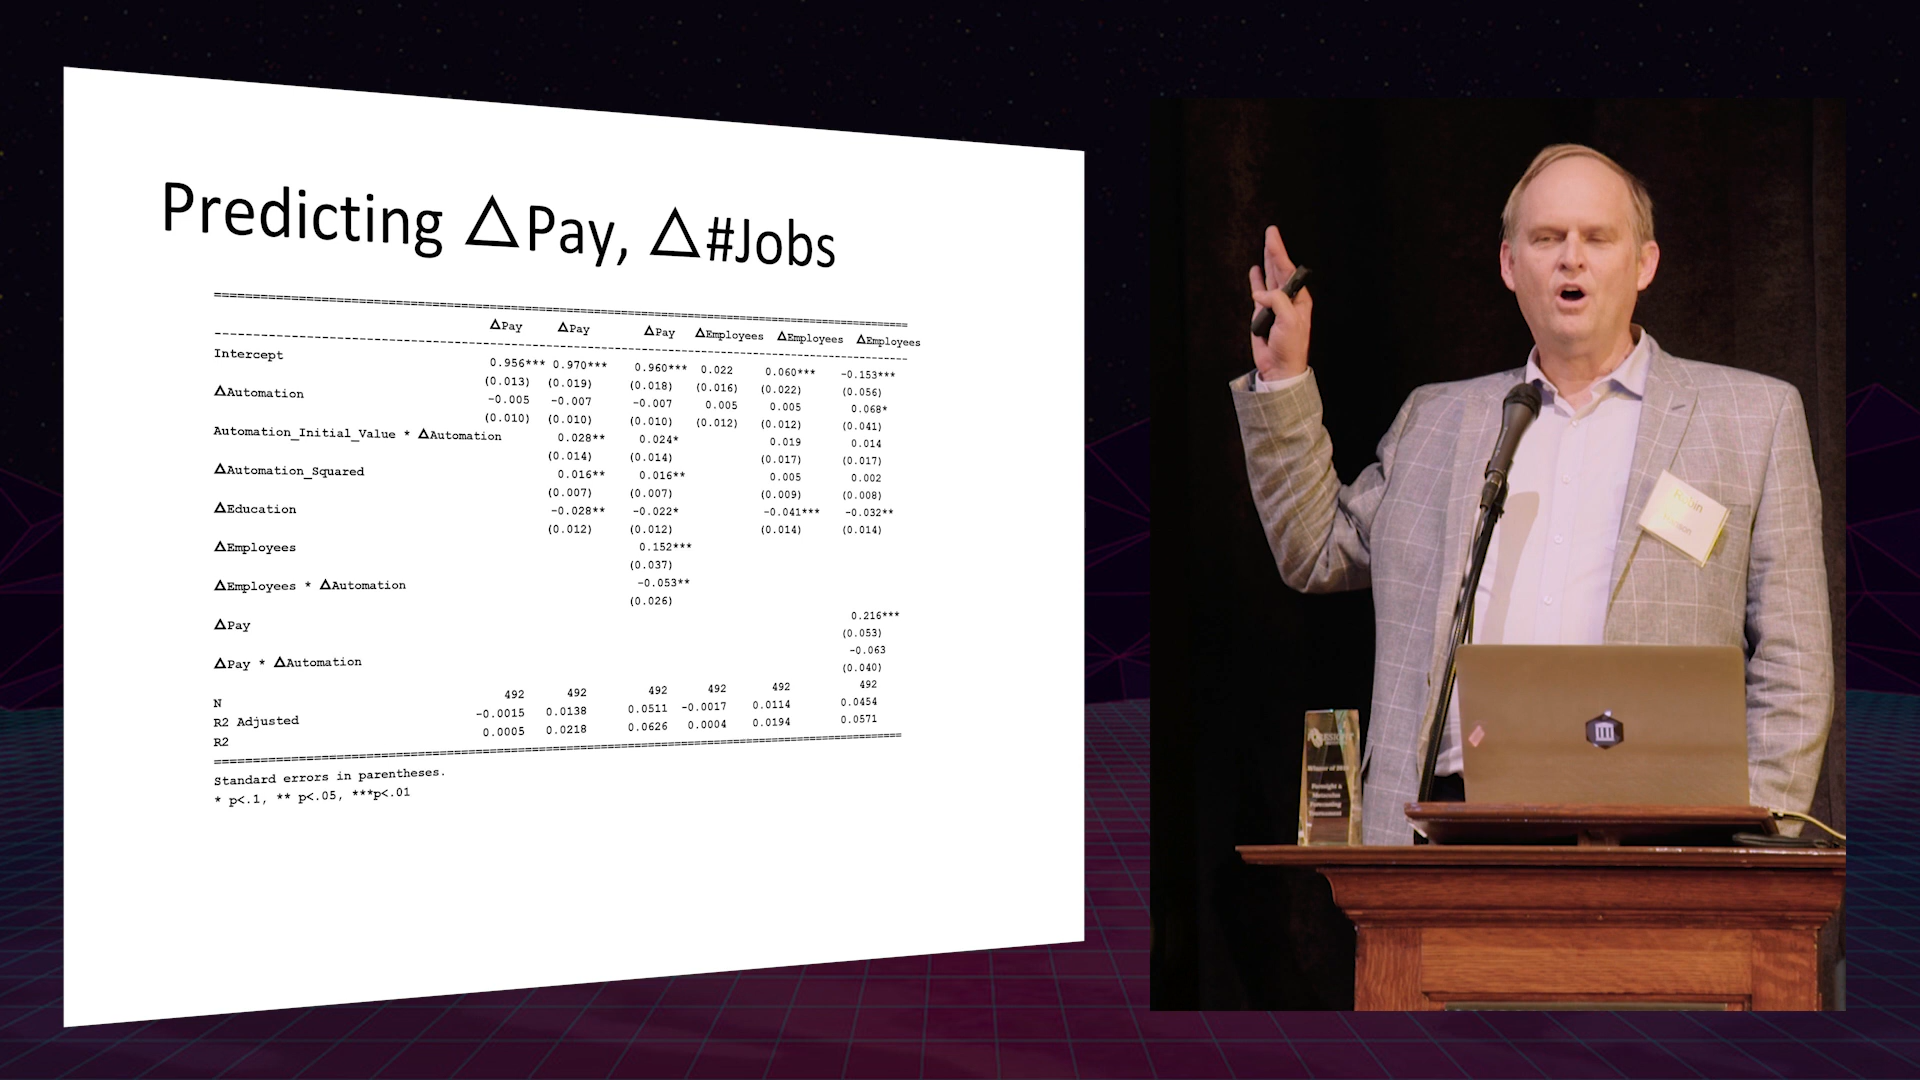 Predicting △Pay, △#Jobs
△Pay △Pay △Pay △Employees △Employees △Employees
Intercept 0.956*** 0.970*** 0.960*** 0.022 0.060*** -0.153***
(0.013) (0.019) (0.018) (0.016) (0.022) (0.056)
△Automation -0.005 -0.007 -0.007 0.005 0.005 0.068*
(0.010) (0.010) (0.010) (0.012) (0.012) (0.041)
Automation_Initial_Value * △Automation 0.028** 0.024* 0.019 0.014
(0.014) (0.014) (0.017) (0.017)
△Automation_Squared 0.016** 0.016** 0.005 0.002
(0.007) (0.007) (0.009) (0.008)
△Education -0.028** -0.022* -0.041*** -0.032**
(0.012) (0.012) (0.014) (0.014)
△Employees 0.152***
(0.037)
△Employees * △Automation -0.053**
(0.026)
△Pay 0.216***
(0.053)
△Pay * △Automation -0.063
(0.040)
N 492 492 492 492 492 492
R2 Adjusted -0.0015 0.0138 0.0511 -0.0017 0.0114 0.0454
R2 0.0005 0.0218 0.0626 0.0004 0.0194 0.0571
Standard errors in parentheses.
* p<.1, ** p<.05, ***p<.01
Robin
FORESIGHT
Winner of
Foresight &
Metaculus
Forecasting
Tournament